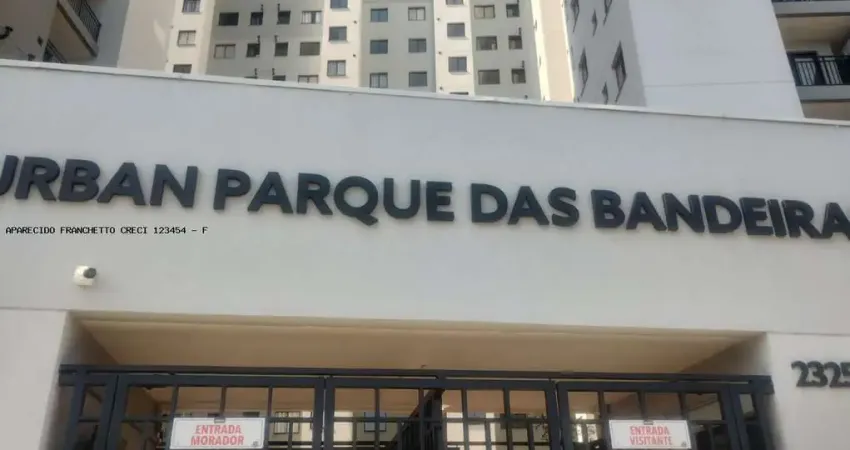 URBAN PARQUE DAS BANDEIRA
APARECIDO FRANCHETTO CRECI 123454 - F
2325
ENTRADA
MORADOR
ENTRADA
VISITANTE